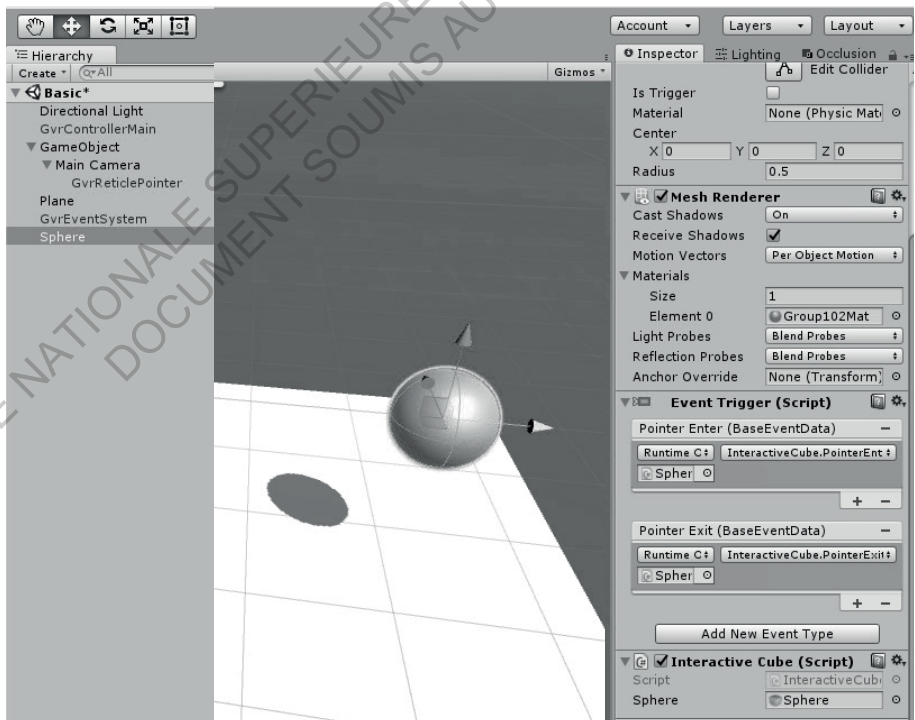 Account Layers Layout
Hierarchy
Create All
Gizmos
Basic*
Directional Light
GvrControllerMain
GameObject
Main Camera
GvrReticlePointer
Plane
GvrEventSystem
Sphere
Inspector Lighting Occlusion
Edit Collider
Is Trigger
Material None (Physic Mat
Center
X 0 Y 0 Z 0
Radius 0.5
Mesh Renderer
Cast Shadows On
Receive Shadows
Motion Vectors Per Object Motion
Materials
Size 1
Element 0 Group102Mat
Light Probes Blend Probes
Reflection Probes Blend Probes
Anchor Override None (Transform)
Event Trigger (Script)
Pointer Enter (BaseEventData) −
Runtime C InteractiveCube.PointerEnt
Spher
+ −
Pointer Exit (BaseEventData) −
Runtime C InteractiveCube.PointerExit
Spher
+ −
Add New Event Type
Interactive Cube (Script)
Script InteractiveCub
Sphere Sphere
E NATIONALE SUPERIEURE
DOCUMENT SOUMIS AU